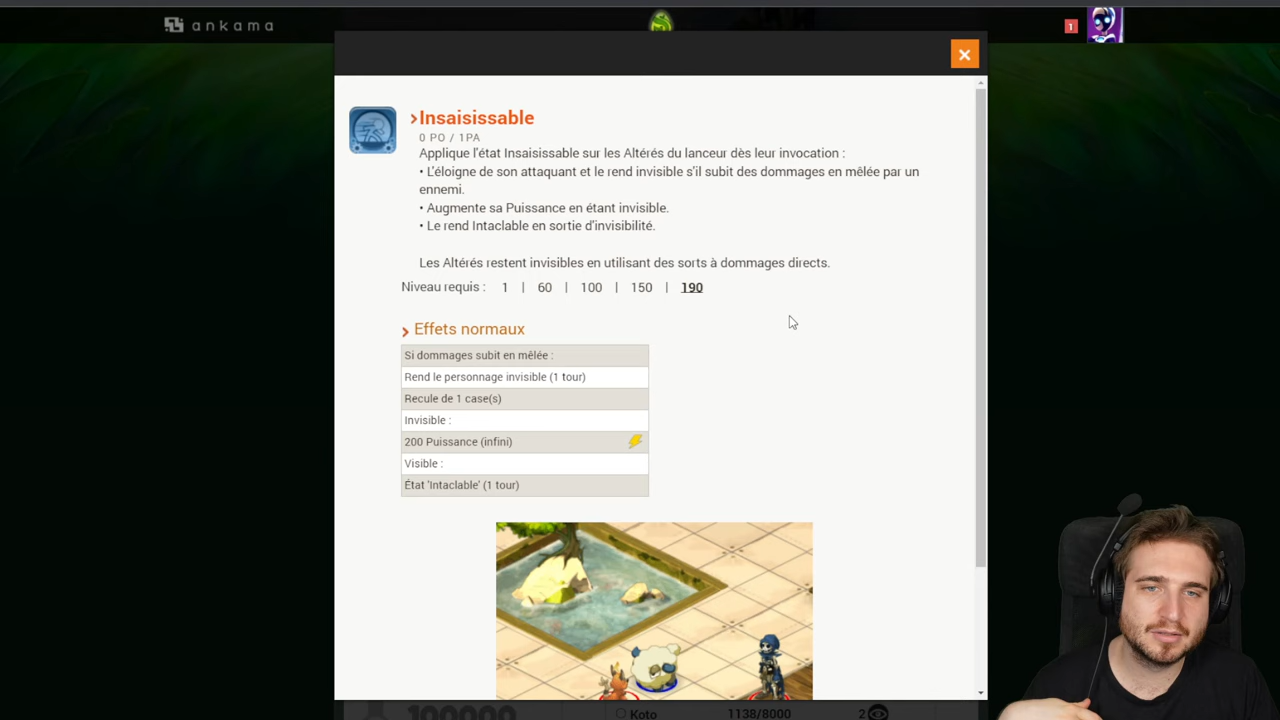 ankama
1
Insaisissable
0 PO / 1PA
Applique l'état Insaisissable sur les Altérés du lanceur dès leur invocation :
• L'éloigne de son attaquant et le rend invisible s'il subit des dommages en mêlée par un
ennemi.
• Augmente sa Puissance en étant invisible.
• Le rend Intaclable en sortie d'invisibilité.
Les Altérés restent invisibles en utilisant des sorts à dommages directs.
Niveau requis : 1 | 60 | 100 | 150 | 190
Effets normaux
Si dommages subit en mêlée :
Rend le personnage invisible (1 tour)
Recule de 1 case(s)
Invisible :
200 Puissance (infini)
Visible :
État 'Intaclable' (1 tour)
100000 Koto 1138/8000 2